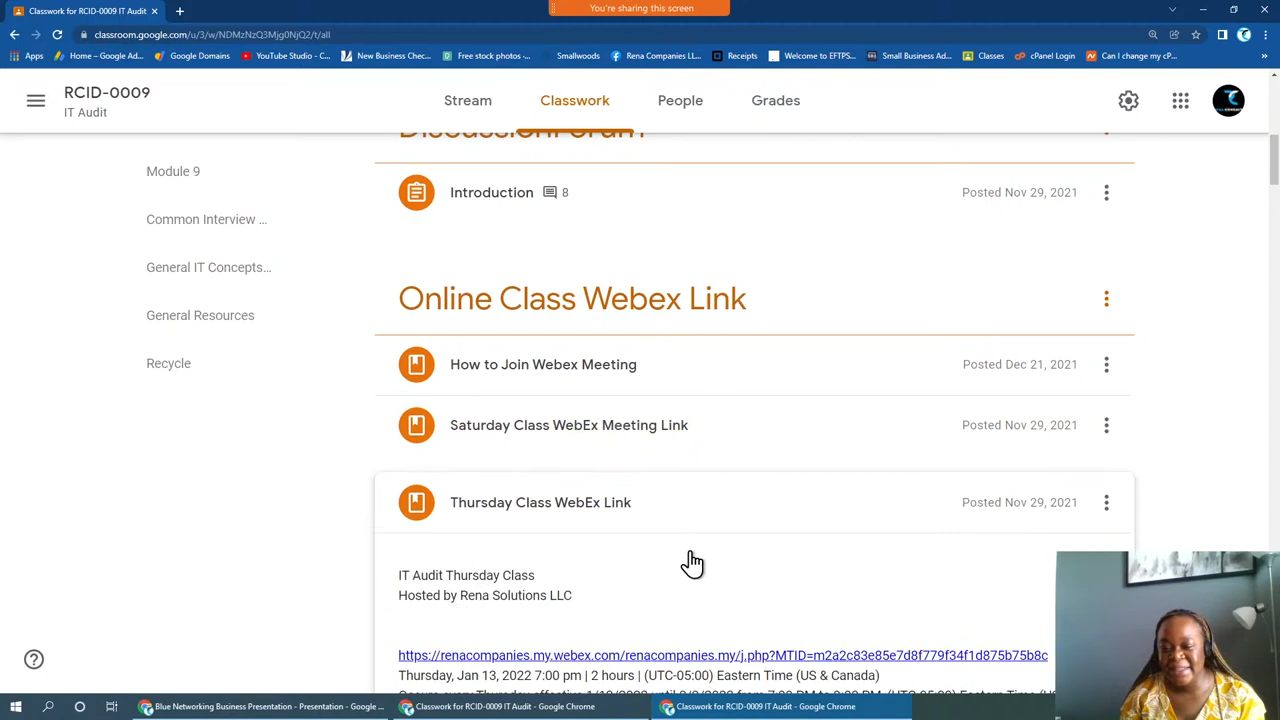 Classwork for RCID-0009 IT Audit
You're sharing this screen
classroom.google.com/u/3/w/NDMzNzQ3Mjg0NjQ2/t/all
Apps
Home – Google Ad...
Google Domains
YouTube Studio - C...
New Business Chec...
Free stock photos -...
Smallwoods
Rena Companies LL...
Receipts
Welcome to EFTPS...
Small Business Ad...
Classes
cPanel Login
Can I change my cP...
RCID-0009
IT Audit
Stream
Classwork
People
Grades
Discussion Forum
Module 9
Common Interview ...
General IT Concepts...
General Resources
Recycle
Introduction 8
Posted Nov 29, 2021
Online Class Webex Link
How to Join Webex Meeting
Posted Dec 21, 2021
Saturday Class WebEx Meeting Link
Posted Nov 29, 2021
Thursday Class WebEx Link
Posted Nov 29, 2021
IT Audit Thursday Class
Hosted by Rena Solutions LLC
https://renacompanies.my.webex.com/renacompanies.my/j.php?MTID=m2a2c83e85e7d8f779f34f1d875b75b8c
Thursday, Jan 13, 2022 7:00 pm | 2 hours | (UTC-05:00) Eastern Time (US & Canada)
Blue Networking Business Presentation - Presentation - Google ...
Classwork for RCID-0009 IT Audit - Google Chrome
Classwork for RCID-0009 IT Audit - Google Chrome